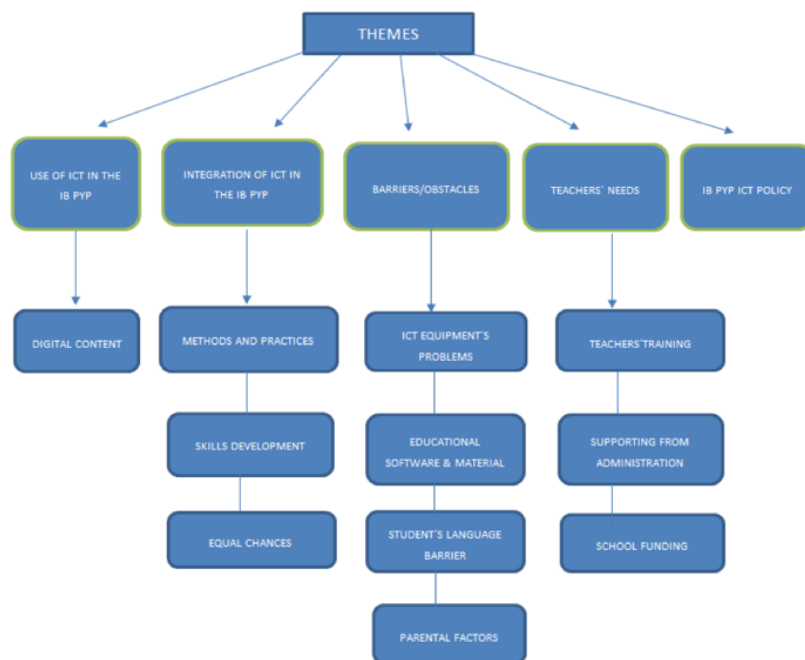 THEMES
USE OF ICT IN THE
IB PYP
INTEGRATION OF ICT IN
THE IB PYP
BARRIERS/OBSTACLES
TEACHERS´ NEEDS
IB PYP ICT POLICY
DIGITAL CONTENT
METHODS AND PRACTICES
ICT EQUIPMENT´S
PROBLEMS
TEACHERS´TRAINING
SKILLS DEVELOPMENT
EDUCATIONAL
SOFTWARE & MATERIAL
SUPPORTING FROM
ADMINISTRATION
EQUAL CHANCES
STUDENT´S LANGUAGE
BARRIER
SCHOOL FUNDING
PARENTAL FACTORS